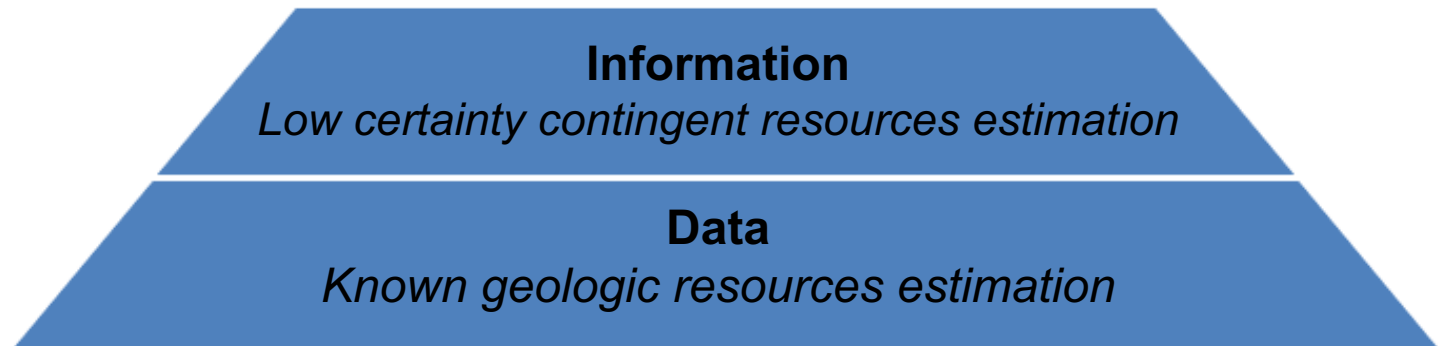 Information
Low certainty contingent resources estimation
Data
Known geologic resources estimation